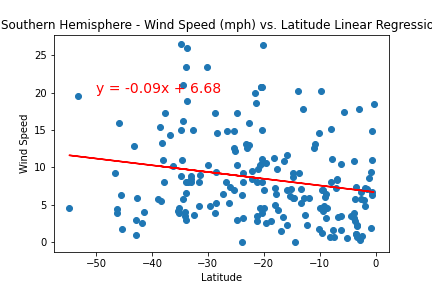 Southern Hemisphere - Wind Speed (mph) vs. Latitude Linear Regressio
25
20
15
10
5
0
Wind Speed
y = -0.09x + 6.68
−50 −40 −30 −20 −10 0
Latitude